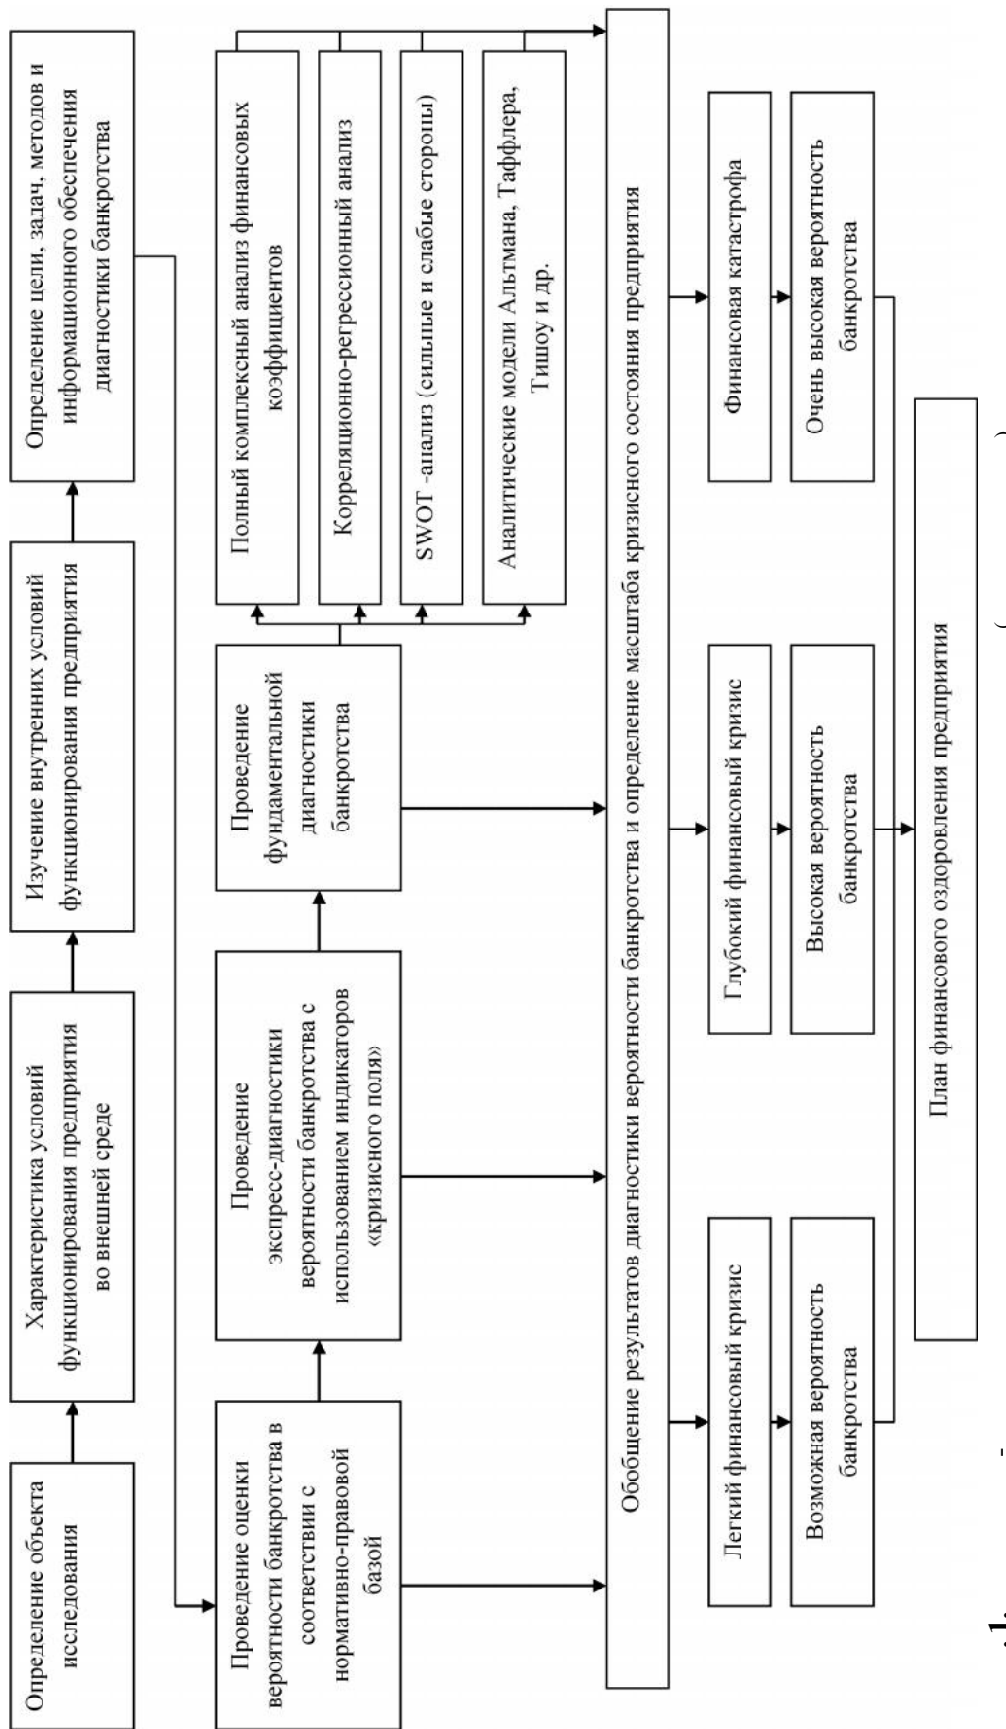 Определение объекта
исследования
Характеристика условий
функционирования предприятия
во внешней среде
Изучение внутренних условий
функционирования предприятия
Определение цели, задач, методов и
информационного обеспечения
диагностики банкротства
Проведение оценки
вероятности банкротства в
соответствии с
нормативно-правовой
базой
Проведение
экспресс-диагностики
вероятности банкротства с
использованием индикаторов
«кризисного поля»
Проведение
фундаментальной
диагностики
банкротства
Полный комплексный анализ финансовых
коэффициентов
Корреляционно-регрессионный анализ
SWOT -анализ (сильные и слабые стороны)
Аналитические модели Альтмана, Таффлера,
Тишоу и др.
Обобщение результатов диагностики вероятности банкротства и определение масштаба кризисного состояния предприятия
Легкий финансовый кризис
Глубокий финансовый кризис
Финансовая катастрофа
Возможная вероятность
банкротства
Высокая вероятность
банкротства
Очень высокая вероятность
банкротства
План финансового оздоровления предприятия